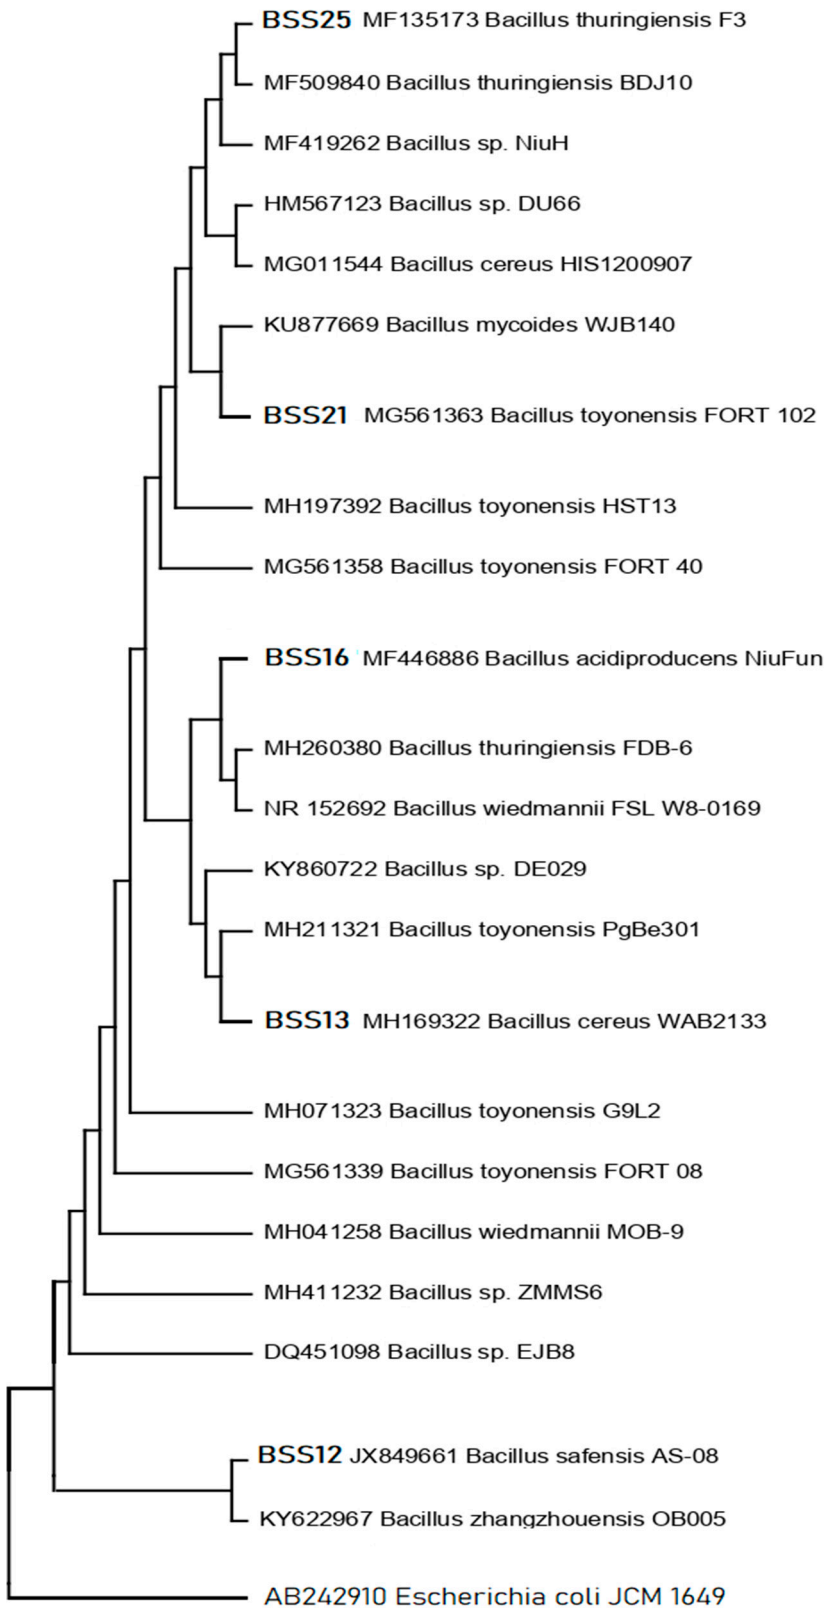 BSS25 MF135173 Bacillus thuringiensis F3
MF509840 Bacillus thuringiensis BDJ10
MF419262 Bacillus sp. NiuH
HM567123 Bacillus sp. DU66
MG011544 Bacillus cereus HIS1200907
KU877669 Bacillus mycoides WJB140
BSS21 MG561363 Bacillus toyonensis FORT 102
MH197392 Bacillus toyonensis HST13
MG561358 Bacillus toyonensis FORT 40
BSS16 MF446886 Bacillus acidiproducens NiuFun
MH260380 Bacillus thuringiensis FDB-6
NR 152692 Bacillus wiedmannii FSL W8-0169
KY860722 Bacillus sp. DE029
MH211321 Bacillus toyonensis PgBe301
BSS13 MH169322 Bacillus cereus WAB2133
MH071323 Bacillus toyonensis G9L2
MG561339 Bacillus toyonensis FORT 08
MH041258 Bacillus wiedmannii MOB-9
MH411232 Bacillus sp. ZMMS6
DQ451098 Bacillus sp. EJB8
BSS12 JX849661 Bacillus safensis AS-08
KY622967 Bacillus zhangzhouensis OB005
AB242910 Escherichia coli JCM 1649